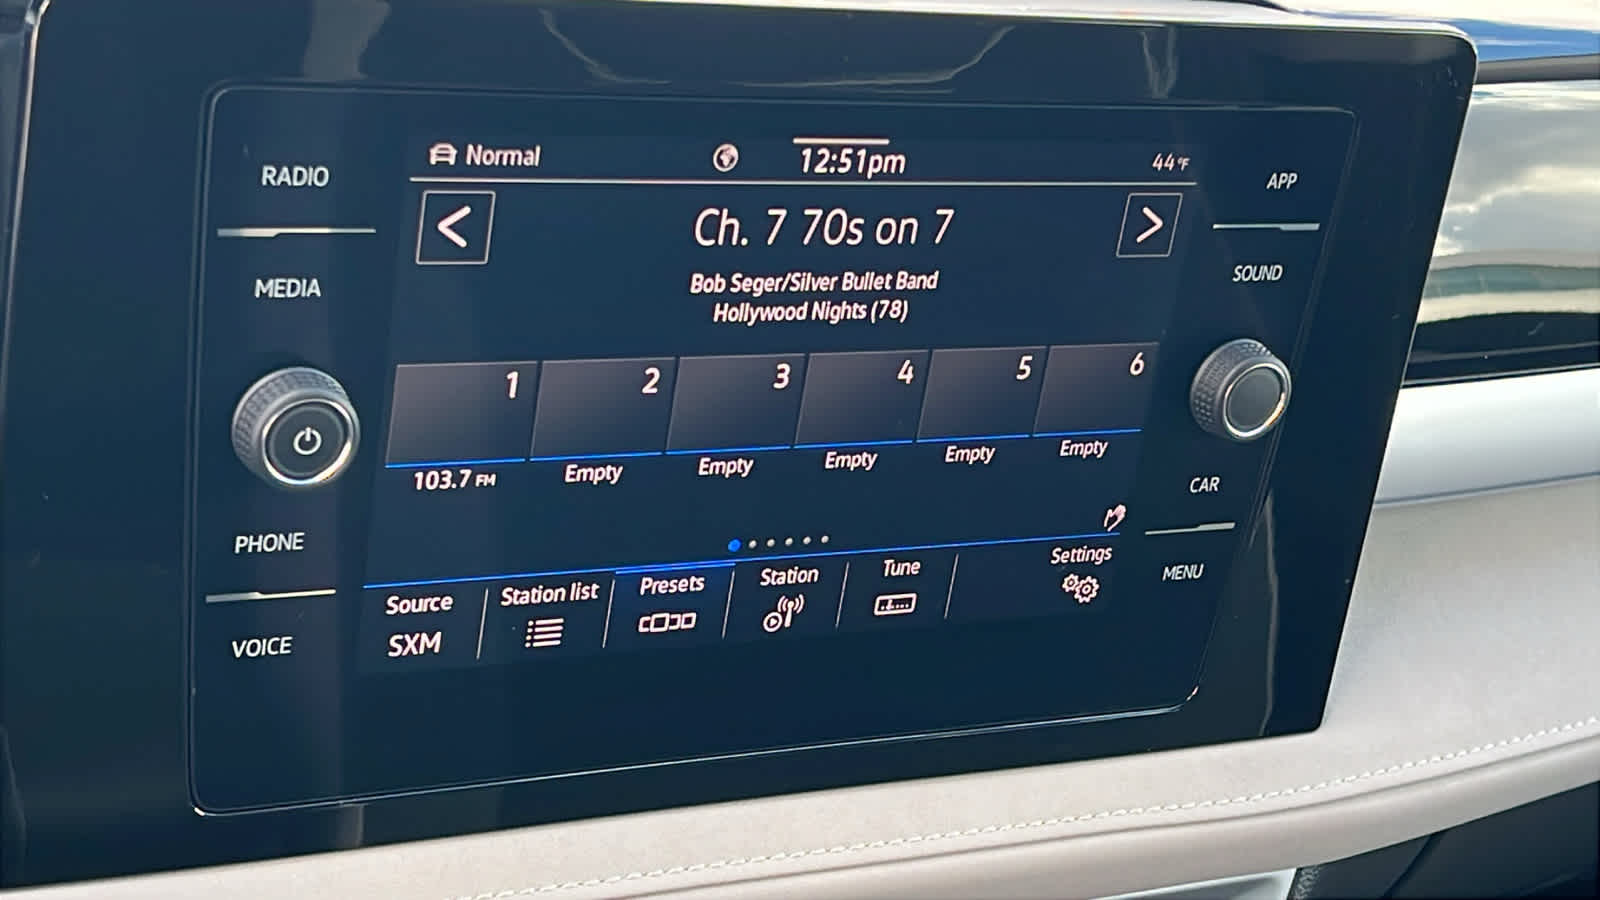 RADIO
MEDIA
PHONE
VOICE
Normal
12:51pm
44°F
Ch. 7 70s on 7
Bob Seger/Silver Bullet Band
Hollywood Nights (78)
1 2 3 4 5 6
103.7 FM Empty Empty Empty Empty Empty
Source Station list Presets Station Tune Settings
SXM
APP
SOUND
CAR
MENU